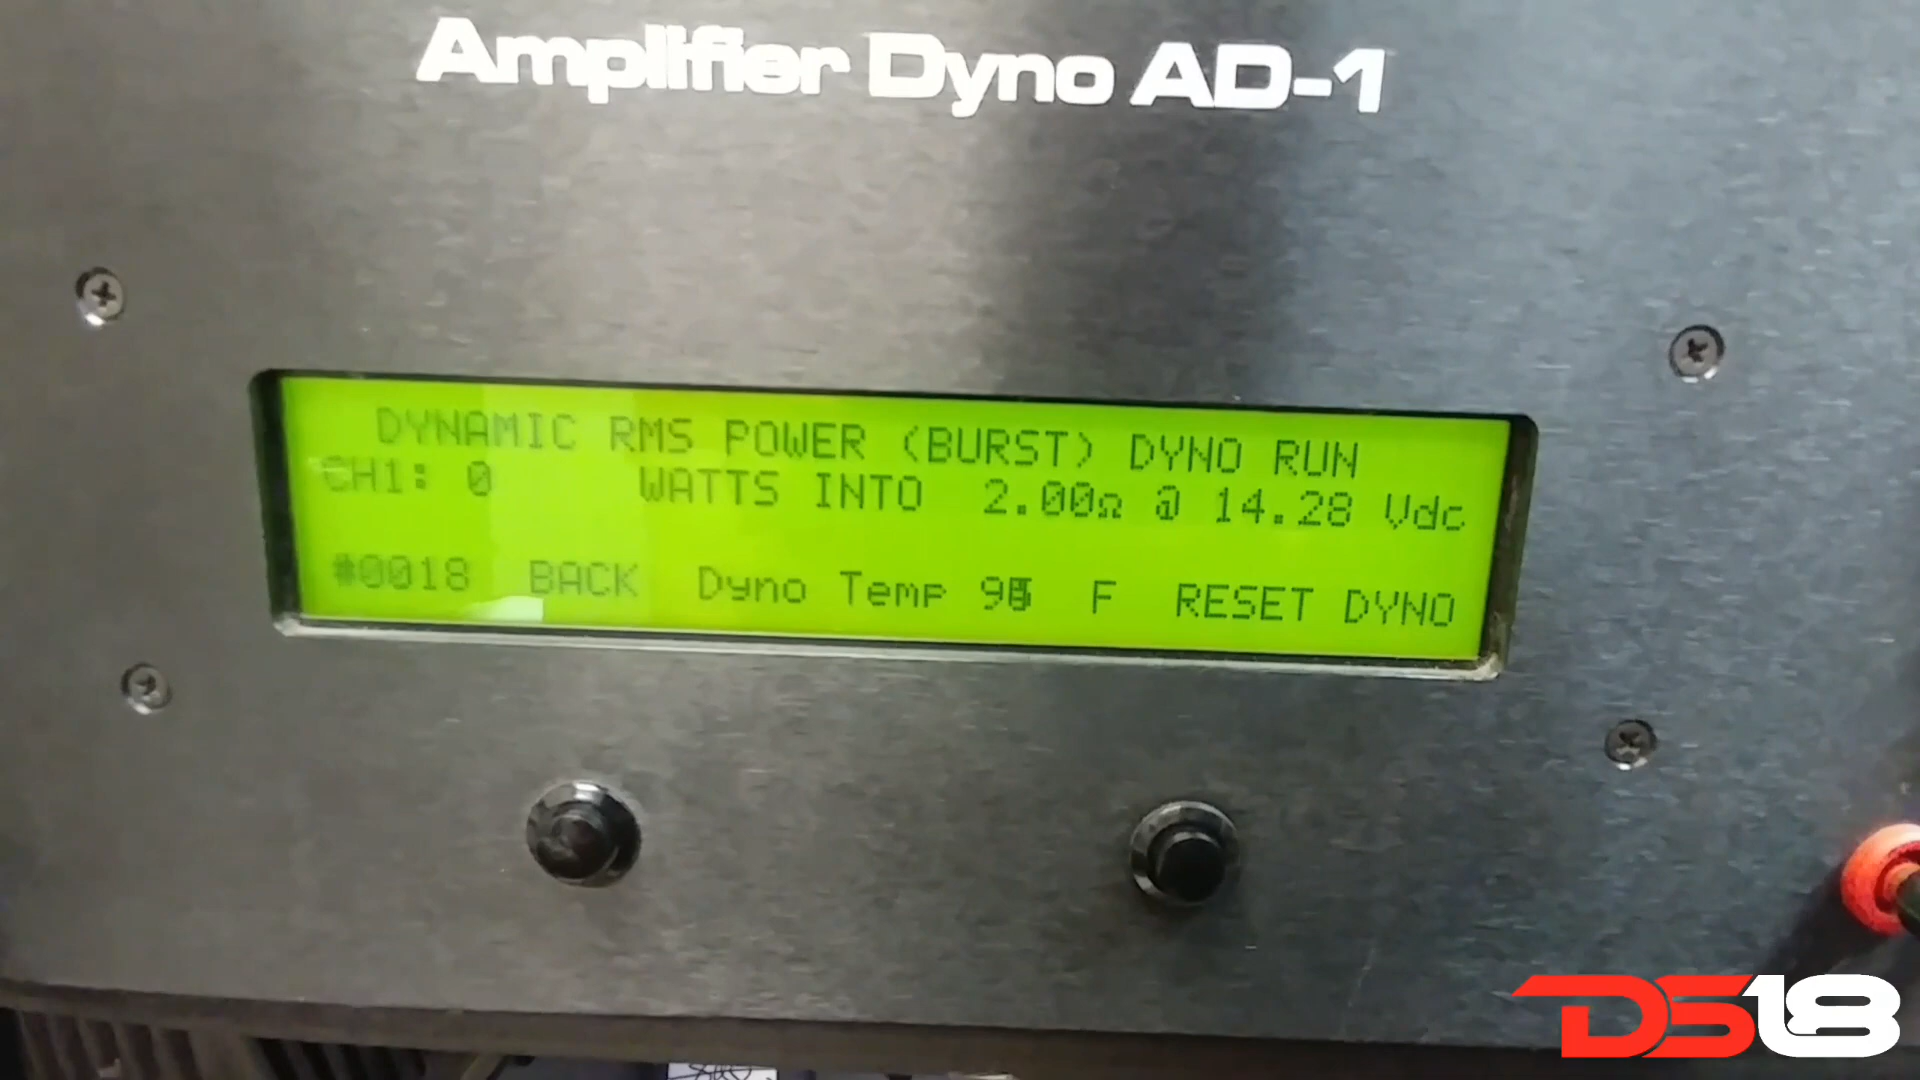 Amplifier Dyno AD-1
DYNAMIC RMS POWER (BURST) DYNO RUN
CH1: 0 WATTS INTO 2.00Ω @ 14.28 Vdc
#0018 BACK Dyno Temp F RESET DYNO
DS18